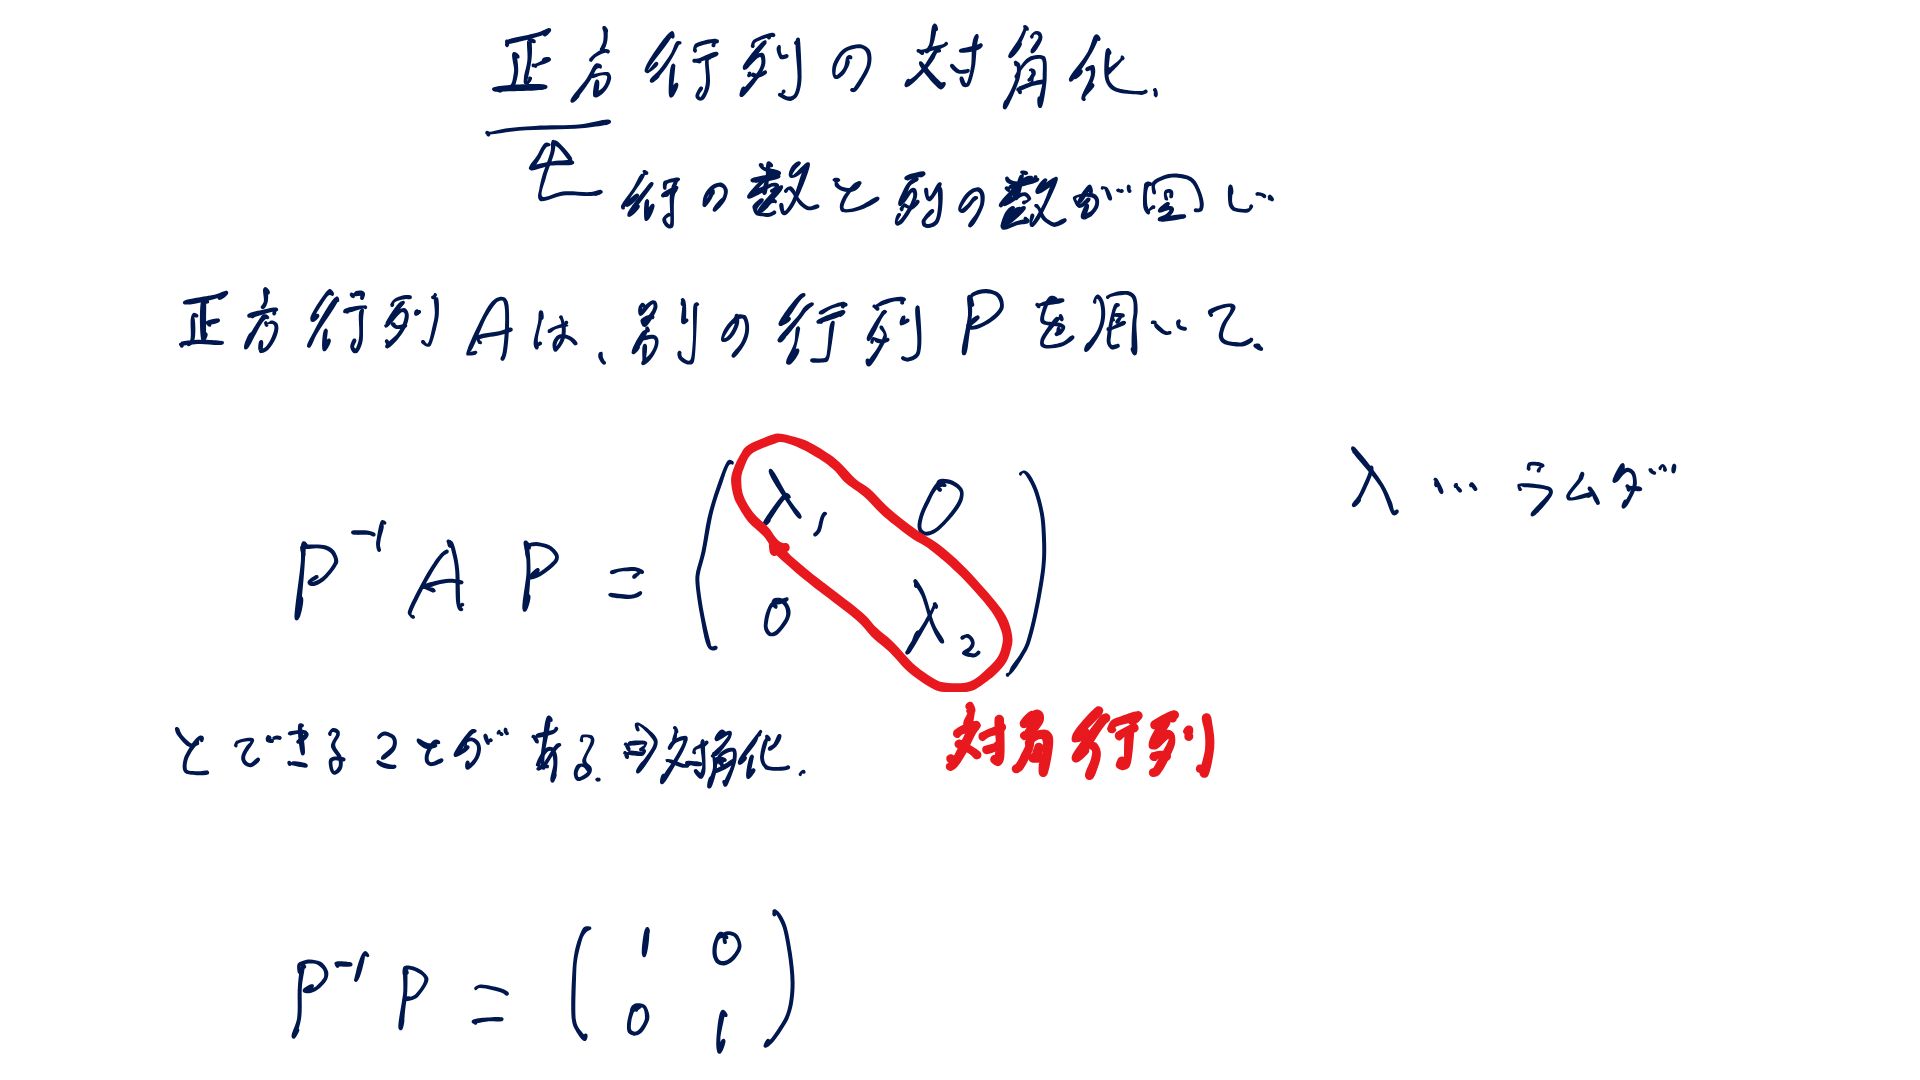 正方行列の対角化.
行の数と列の数が同じ
正方行列Aは、別の行列Pを用いて、
P⁻¹ A P = (λ₁ 0
0 λ₂)
λ … ラムダ
とできることがある. ⇨対角化.
対角行列
P⁻¹ P = (1 0
0 1)